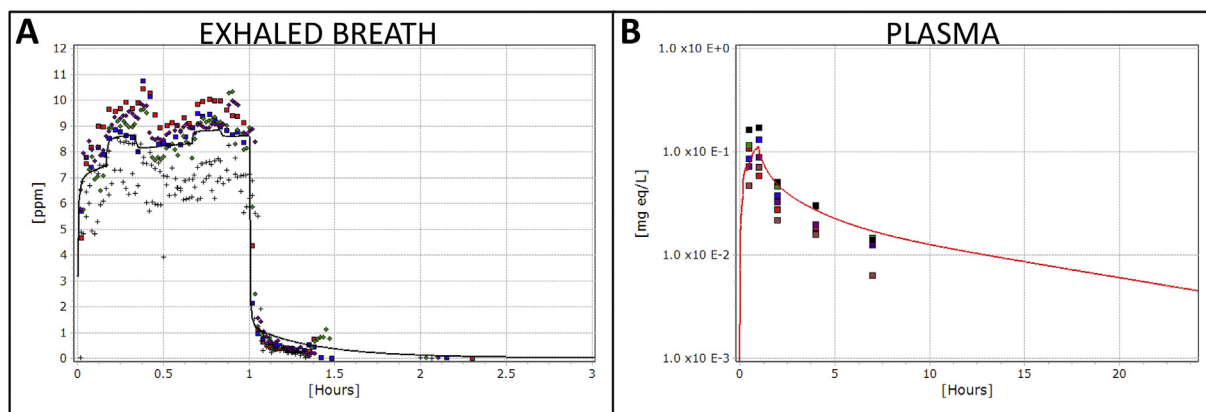 A EXHALED BREATH
12
11
10
9
8
7
6
5
4
3
2
1
0
[ppm]
0 0.5 1 1.5 2 2.5 3
[Hours]
B PLASMA
1.0 x10 E+0
1.0 x10 E-1
1.0 x10 E-2
1.0 x10 E-3
[mg eq/L]
0 5 10 15 20
[Hours]